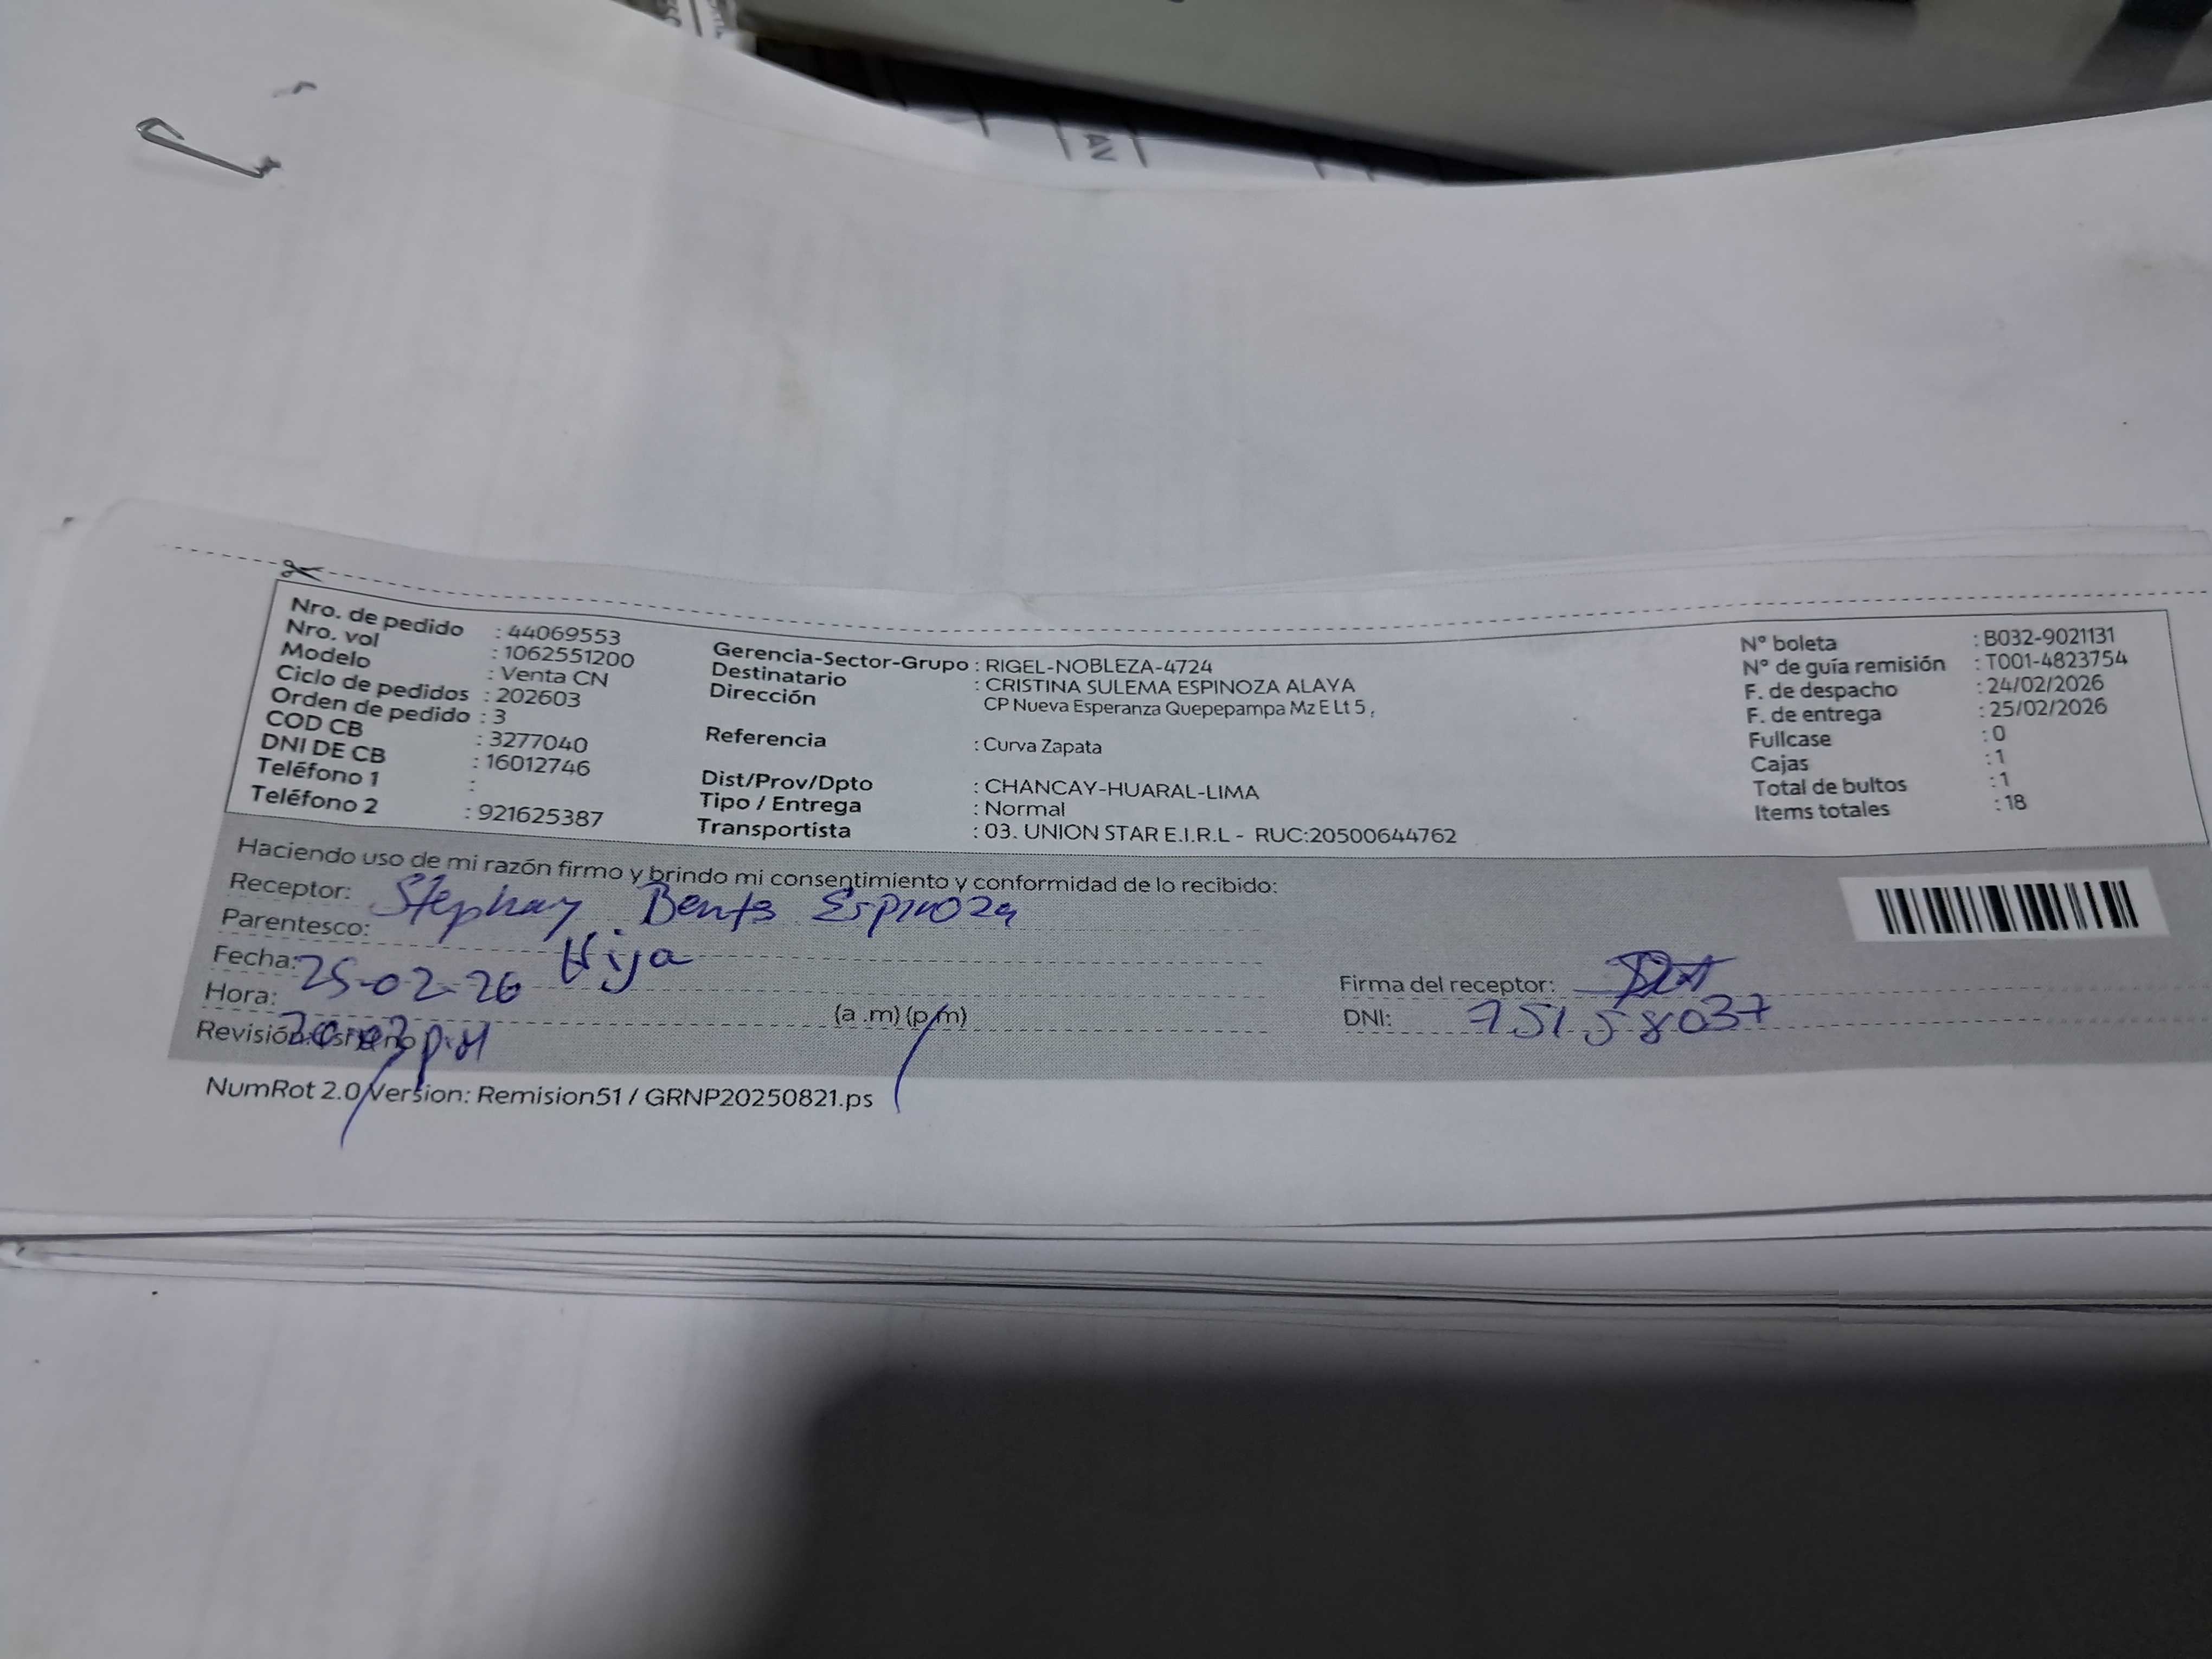 Nro. de pedido : 44069553
Nro. vol : 1062551200
Modelo : Venta CN
Ciclo de pedidos : 202603
Orden de pedido : 3
COD CB : 3277040
DNI DE CB : 16012746
Teléfono 1 :
Teléfono 2 : 921625387
Gerencia-Sector-Grupo : RIGEL-NOBLEZA-4724
Destinatario : CRISTINA SULEMA ESPINOZA ALAYA
Dirección CP Nueva Esperanza Quepepampa Mz E Lt 5 ,
Referencia : Curva Zapata
Dist/Prov/Dpto : CHANCAY-HUARAL-LIMA
Tipo / Entrega : Normal
Transportista : 03. UNION STAR E.I.R.L - RUC:20500644762
N° boleta : B032-9021131
N° de guía remisión : T001-4823754
F. de despacho : 24/02/2026
F. de entrega : 25/02/2026
Fullcase : 0
Cajas : 1
Total de bultos : 1
Items totales : 18
Haciendo uso de mi razón firmo y brindo mi consentimiento y conformidad de lo recibido:
Receptor: Espinoza
Parentesco: Hija
Fecha: 25-02-26
Hora: (a .m) (p.m)
Revisión p.M
Firma del receptor:
DNI: 75158037
NumRot 2.0/Version: Remision51 / GRNP20250821.ps